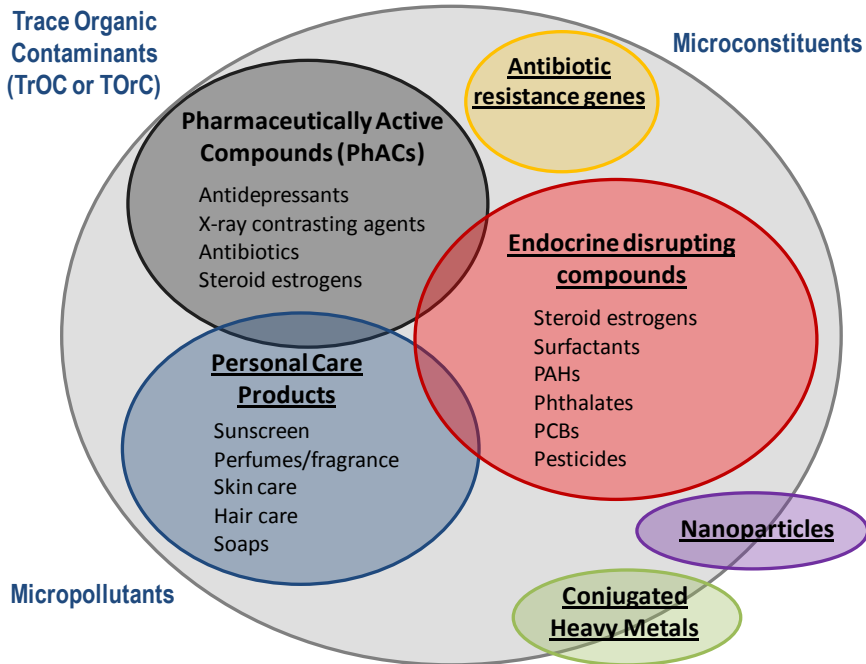 Trace Organic
Contaminants
(TrOC or TOrC)
Microconstituents
Antibiotic
resistance genes
Pharmaceutically Active
Compounds (PhACs)
Antidepressants
X-ray contrasting agents
Antibiotics
Steroid estrogens
Endocrine disrupting
compounds
Steroid estrogens
Surfactants
PAHs
Phthalates
PCBs
Pesticides
Personal Care
Products
Sunscreen
Perfumes/fragrance
Skin care
Hair care
Soaps
Nanoparticles
Micropollutants
Conjugated
Heavy Metals